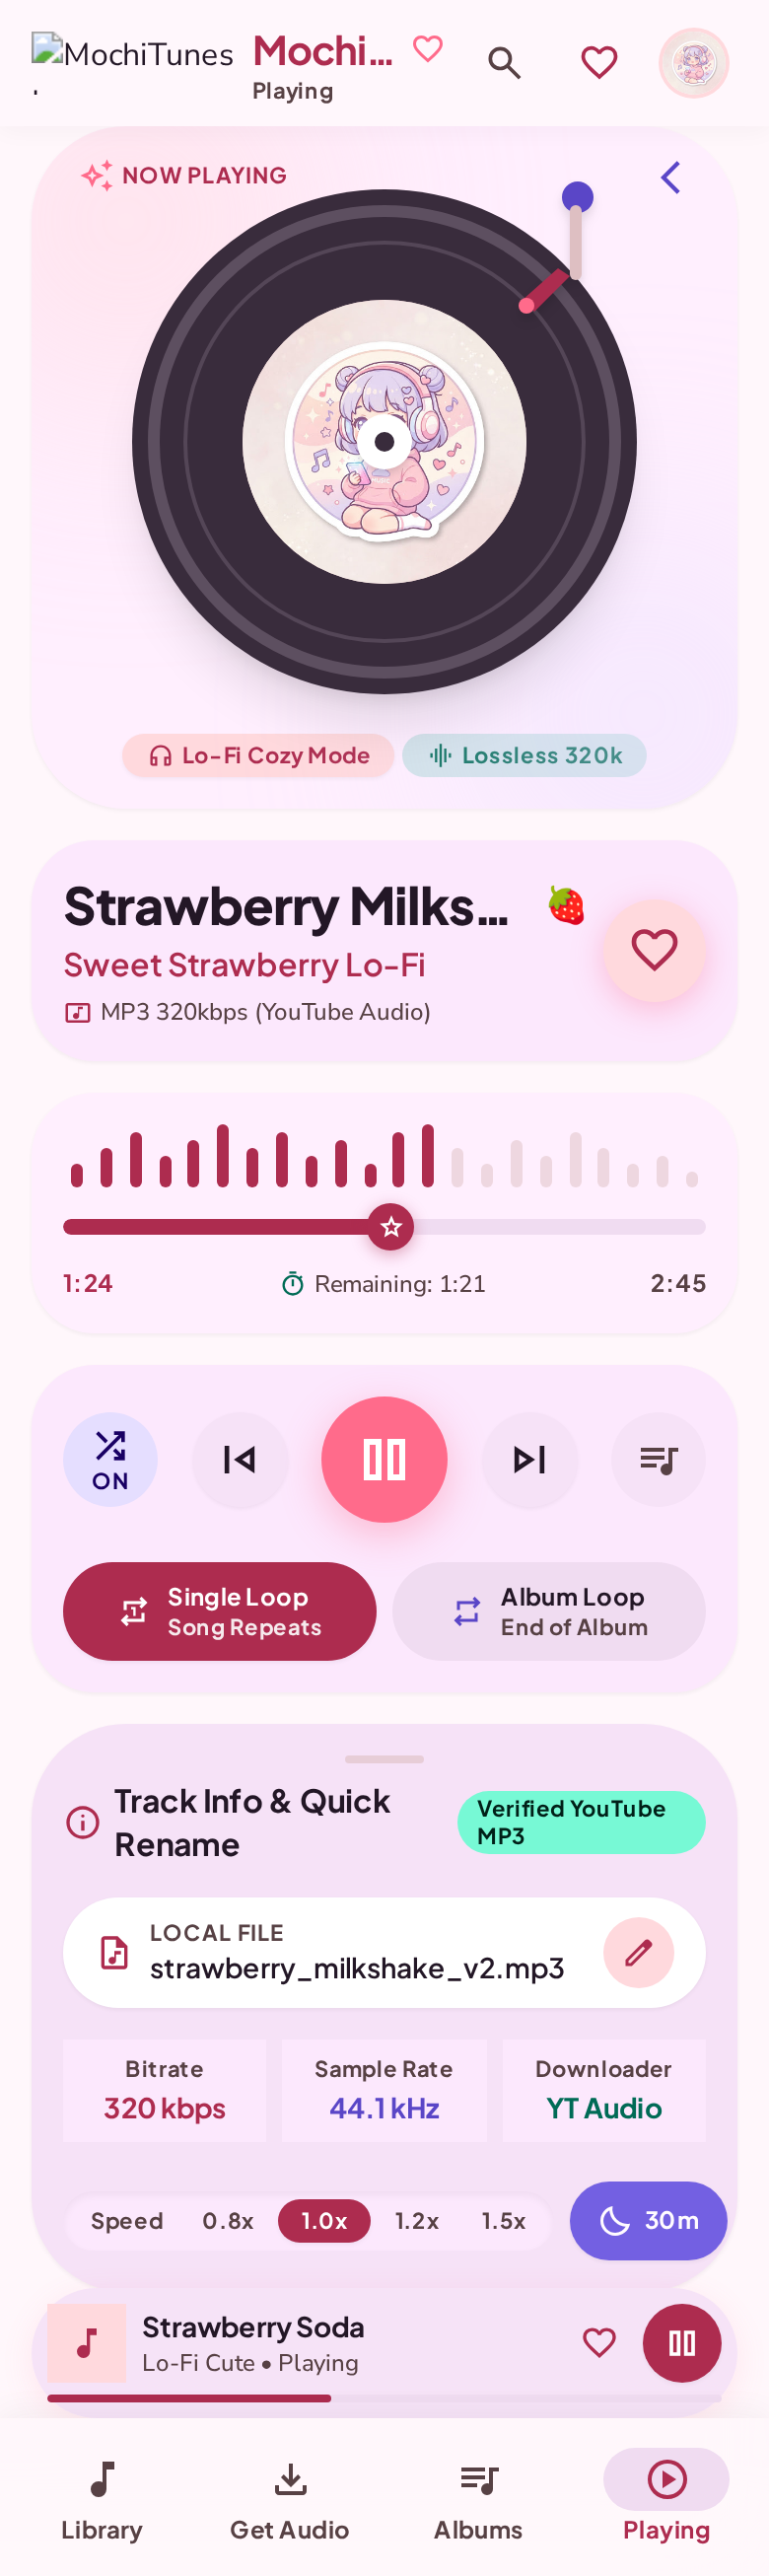 MochiTunes
Mochi...
Playing
NOW PLAYING
Lo-Fi Cozy Mode
Lossless 320k
Strawberry Milks... 🍓
Sweet Strawberry Lo-Fi
MP3 320kbps (YouTube Audio)
1:24
Remaining: 1:21
2:45
ON
Single Loop
Song Repeats
Album Loop
End of Album
Track Info & Quick
Rename
Verified YouTube
MP3
LOCAL FILE
strawberry_milkshake_v2.mp3
Bitrate
320 kbps
Sample Rate
44.1 kHz
Downloader
YT Audio
Speed 0.8x 1.0x 1.2x 1.5x
30m
Strawberry Soda
Lo-Fi Cute • Playing
Library
Get Audio
Albums
Playing